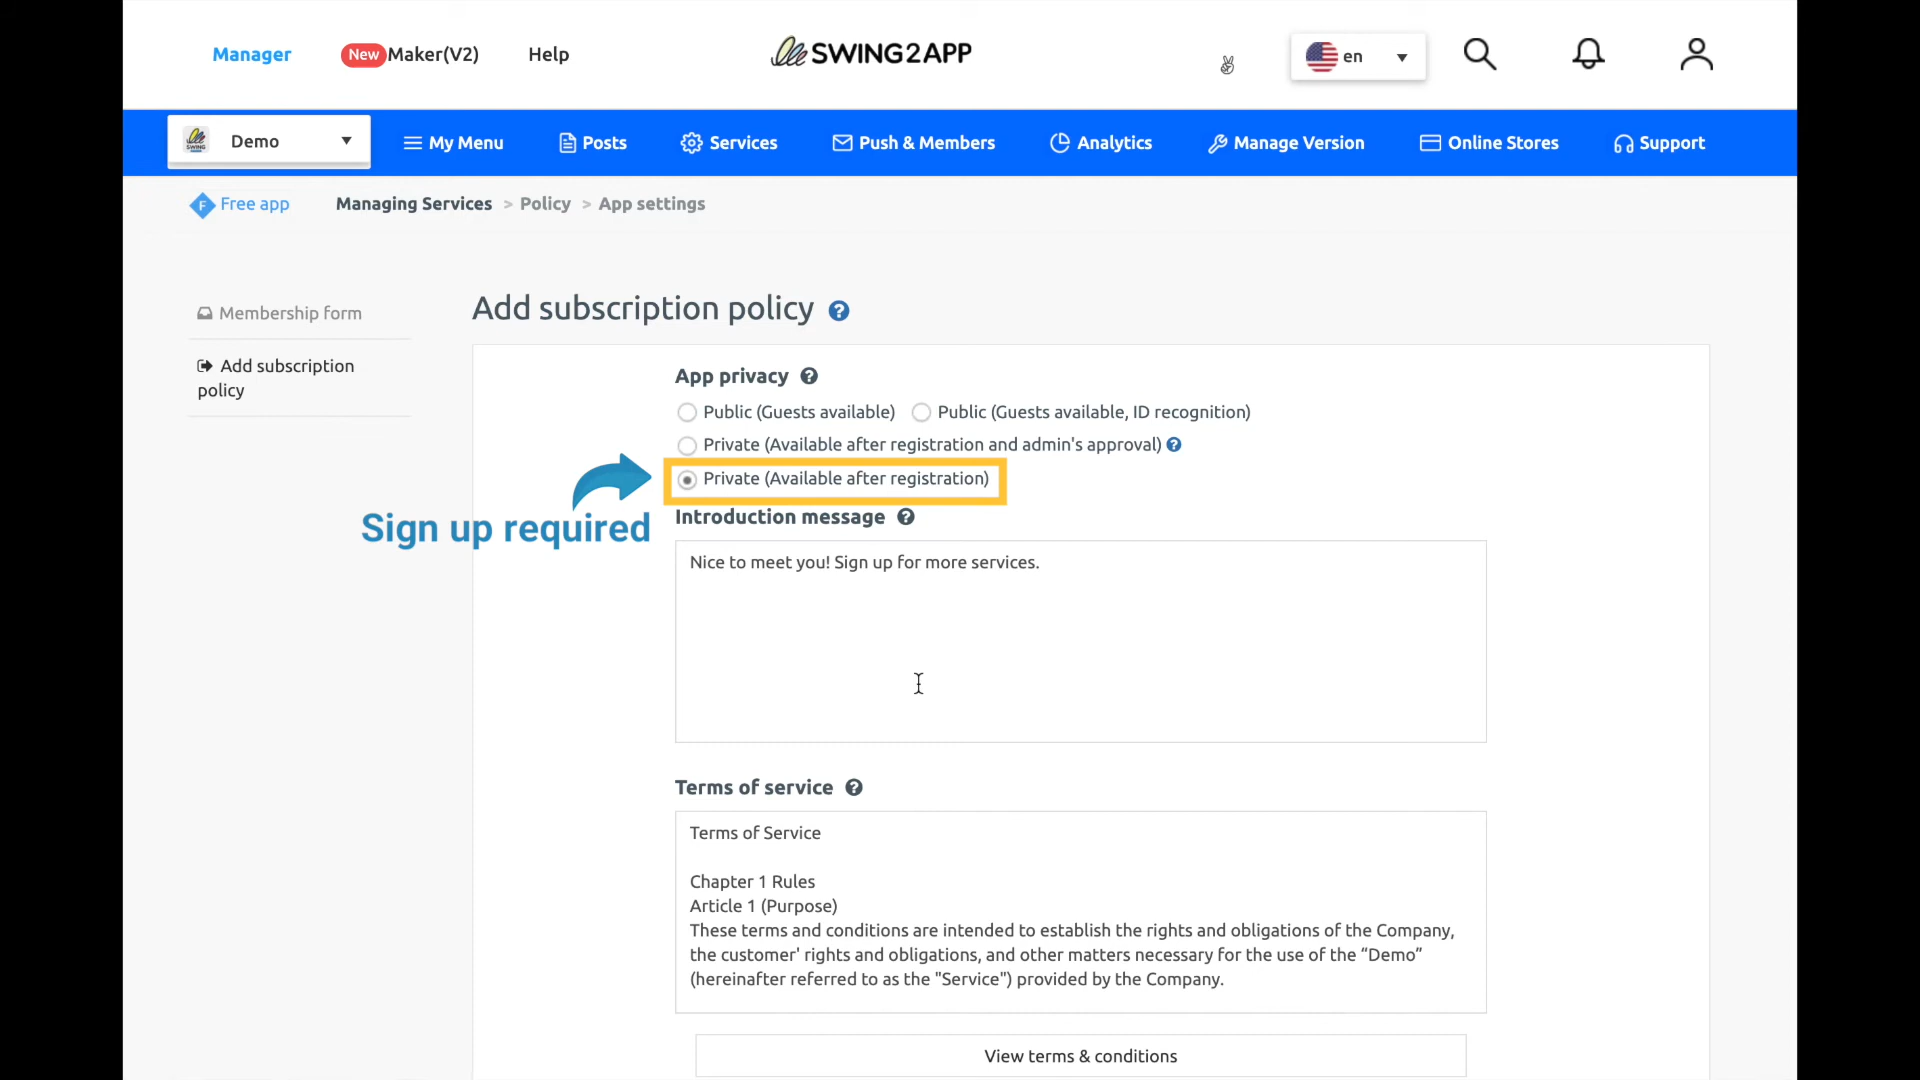 Manager
New
Maker(V2)
Help
SWING2APP
en
SWING
Demo
My Menu
Posts
Services
Push & Members
Analytics
Manage Version
Online Stores
Support
F
Free app
Managing Services > Policy > App settings
Membership form
Add subscription
policy
Add subscription policy ?
App privacy ?
Public (Guests available)
Public (Guests available, ID recognition)
Private (Available after registration and admin's approval) ?
Private (Available after registration)
Sign up required
Introduction message ?
Nice to meet you! Sign up for more services.
Terms of service ?
Terms of Service
Chapter 1 Rules
Article 1 (Purpose)
These terms and conditions are intended to establish the rights and obligations of the Company,
the customer' rights and obligations, and other matters necessary for the use of the “Demo”
(hereinafter referred to as the "Service") provided by the Company.
View terms & conditions